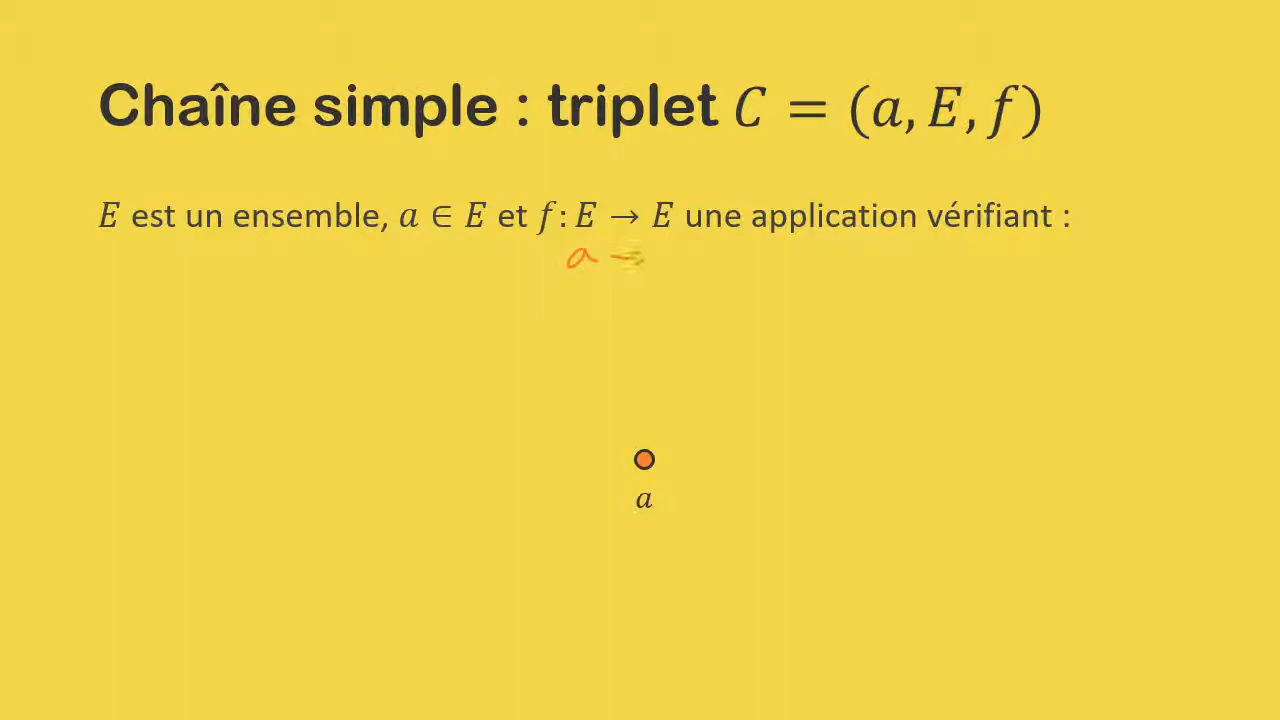 Chaîne simple : triplet C = (a, E, f)
E est un ensemble, a ∈ E et f: E → E une application vérifiant :
a →
a